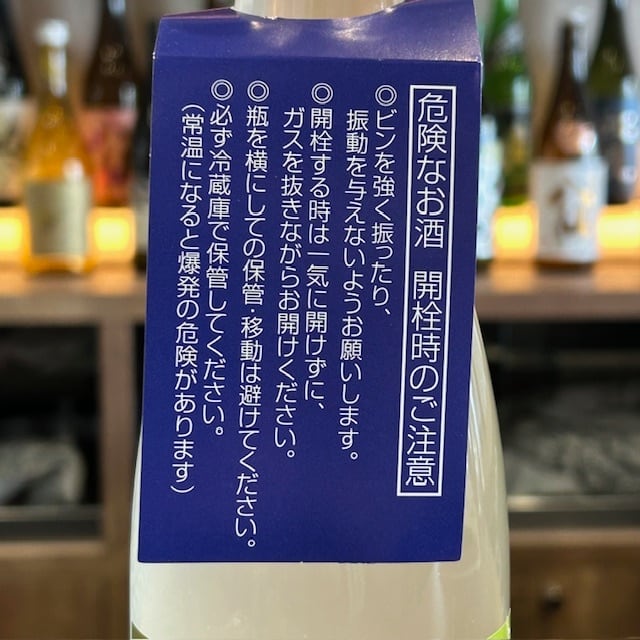 危険なお酒 開栓時のご注意
◎ビンを強く振ったり、
振動を与えないようお願いします。
◎開栓する時は一気に開けずに、
ガスを抜きながらお開けください。
◎瓶を横にしての保管・移動は避けてください。
◎必ず冷蔵庫で保管してください。
(常温になると爆発の危険があります)